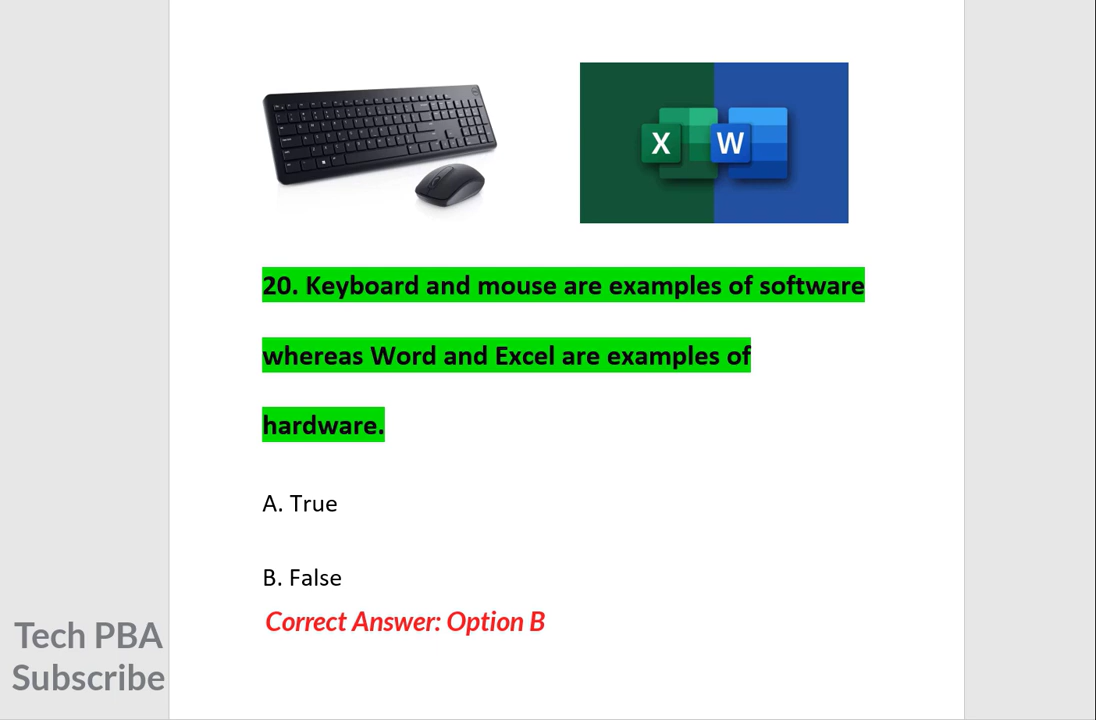 X W
20. Keyboard and mouse are examples of software
whereas Word and Excel are examples of
hardware.
A. True
B. False
Correct Answer: Option B
Tech PBA
Subscribe